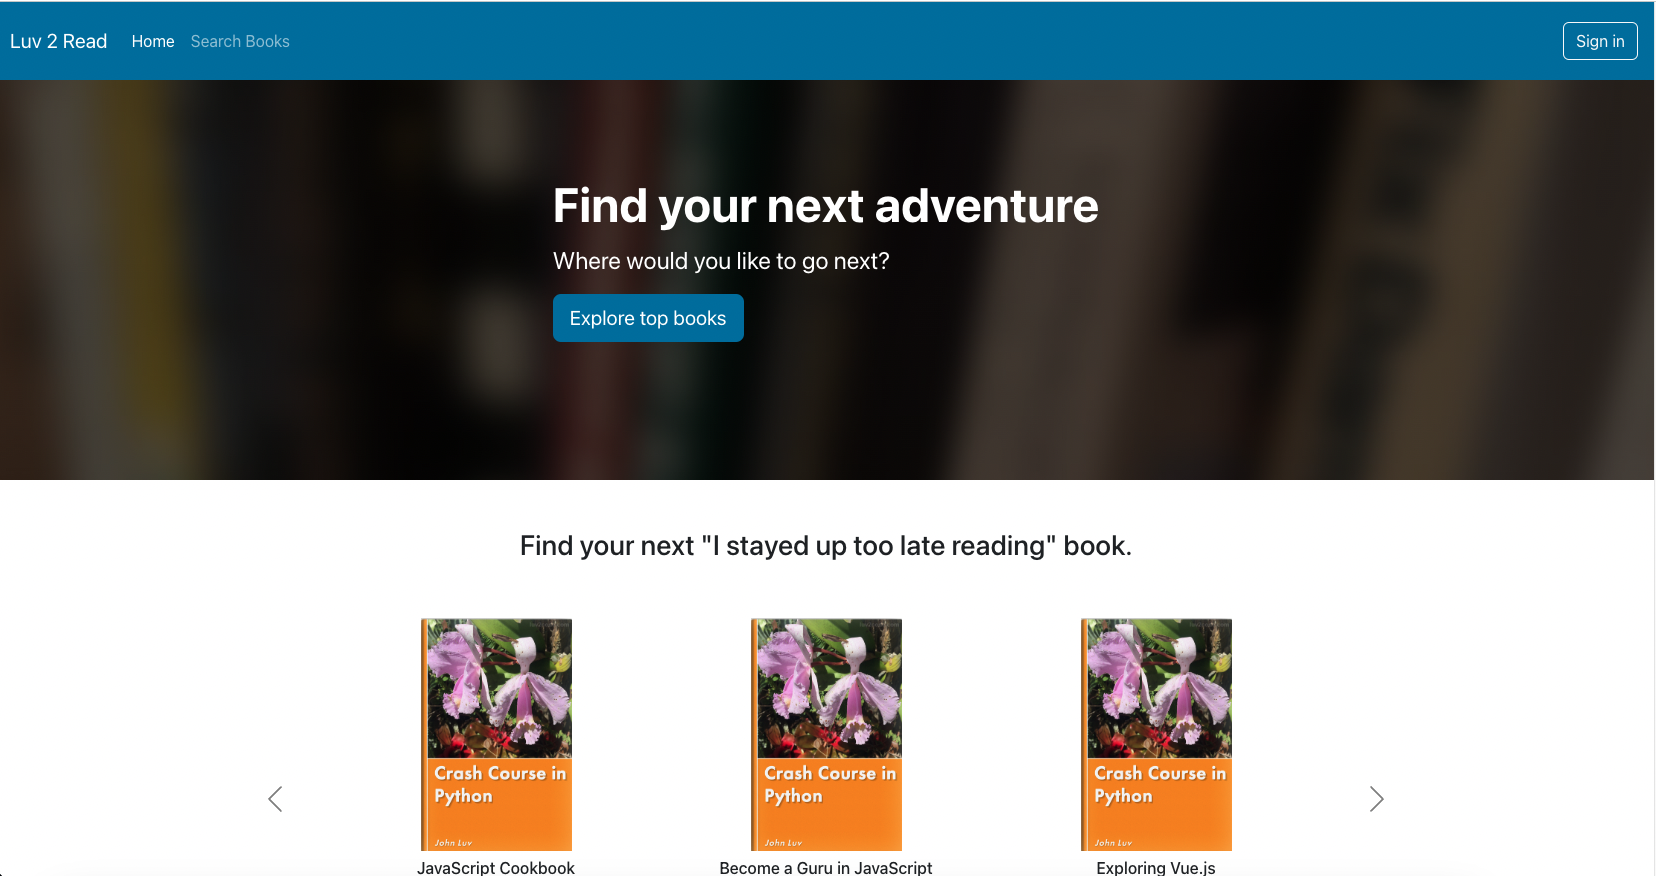 Luv 2 Read Home Search Books Sign in
Find your next adventure
Where would you like to go next?
Explore top books
Find your next "I stayed up too late reading" book.
Crash Course in
Python
John Luv
JavaScript Cookbook
Crash Course in
Python
John Luv
Become a Guru in JavaScript
Crash Course in
Python
John Luv
Exploring Vue.js